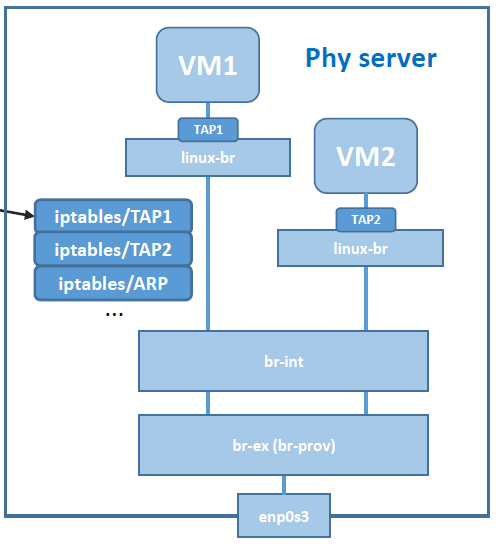 VM1
Phy server
TAP1
linux-br
VM2
iptables/TAP1
TAP2
iptables/TAP2
linux-br
iptables/ARP
...
br-int
br-ex (br-prov)
enp0s3